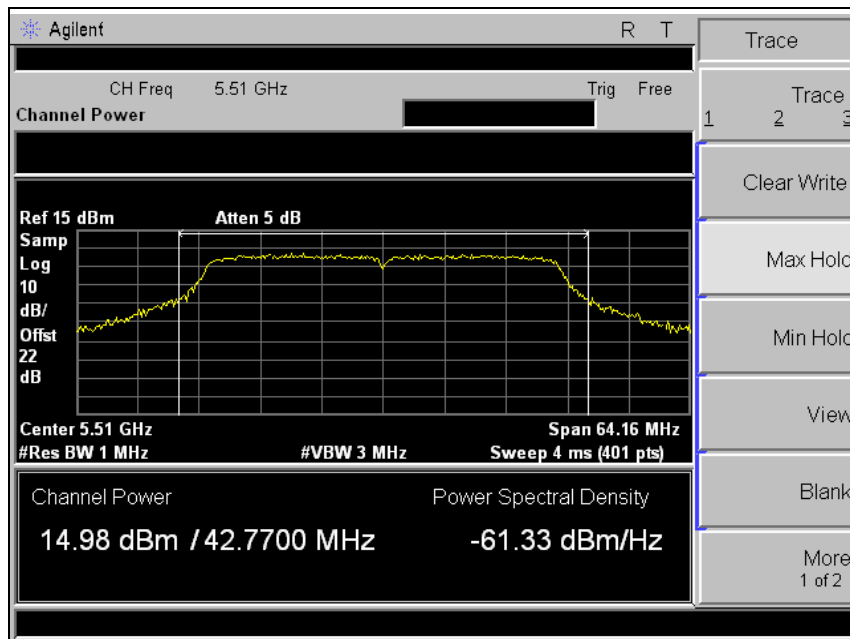 Agilent R T
Trace
CH Freq 5.51 GHz Trig Free
Channel Power
Trace
1 2 3
Clear Write
Max Hold
Min Hold
View
Blank
More
1 of 2
Ref 15 dBm Atten 5 dB
Samp
Log
10
dB/
Offst
22
dB
Center 5.51 GHz Span 64.16 MHz
#Res BW 1 MHz #VBW 3 MHz Sweep 4 ms (401 pts)
Channel Power Power Spectral Density
14.98 dBm / 42.7700 MHz -61.33 dBm/Hz